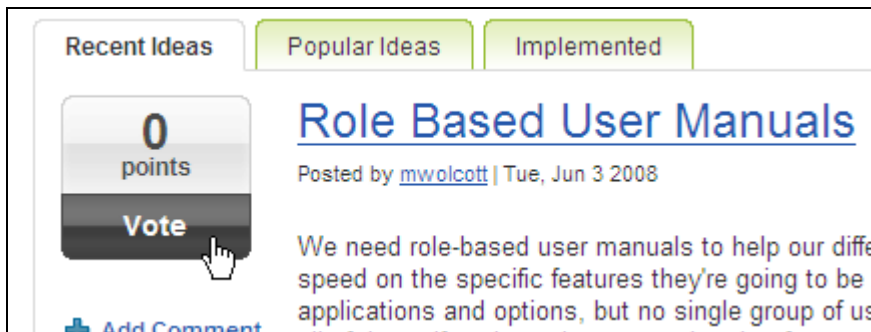 Recent Ideas Popular Ideas Implemented
0
points
Vote
Role Based User Manuals
Posted by mwolcott | Tue, Jun 3 2008
We need role-based user manuals to help our diffe
speed on the specific features they're going to be
applications and options, but no single group of us
Add Comment